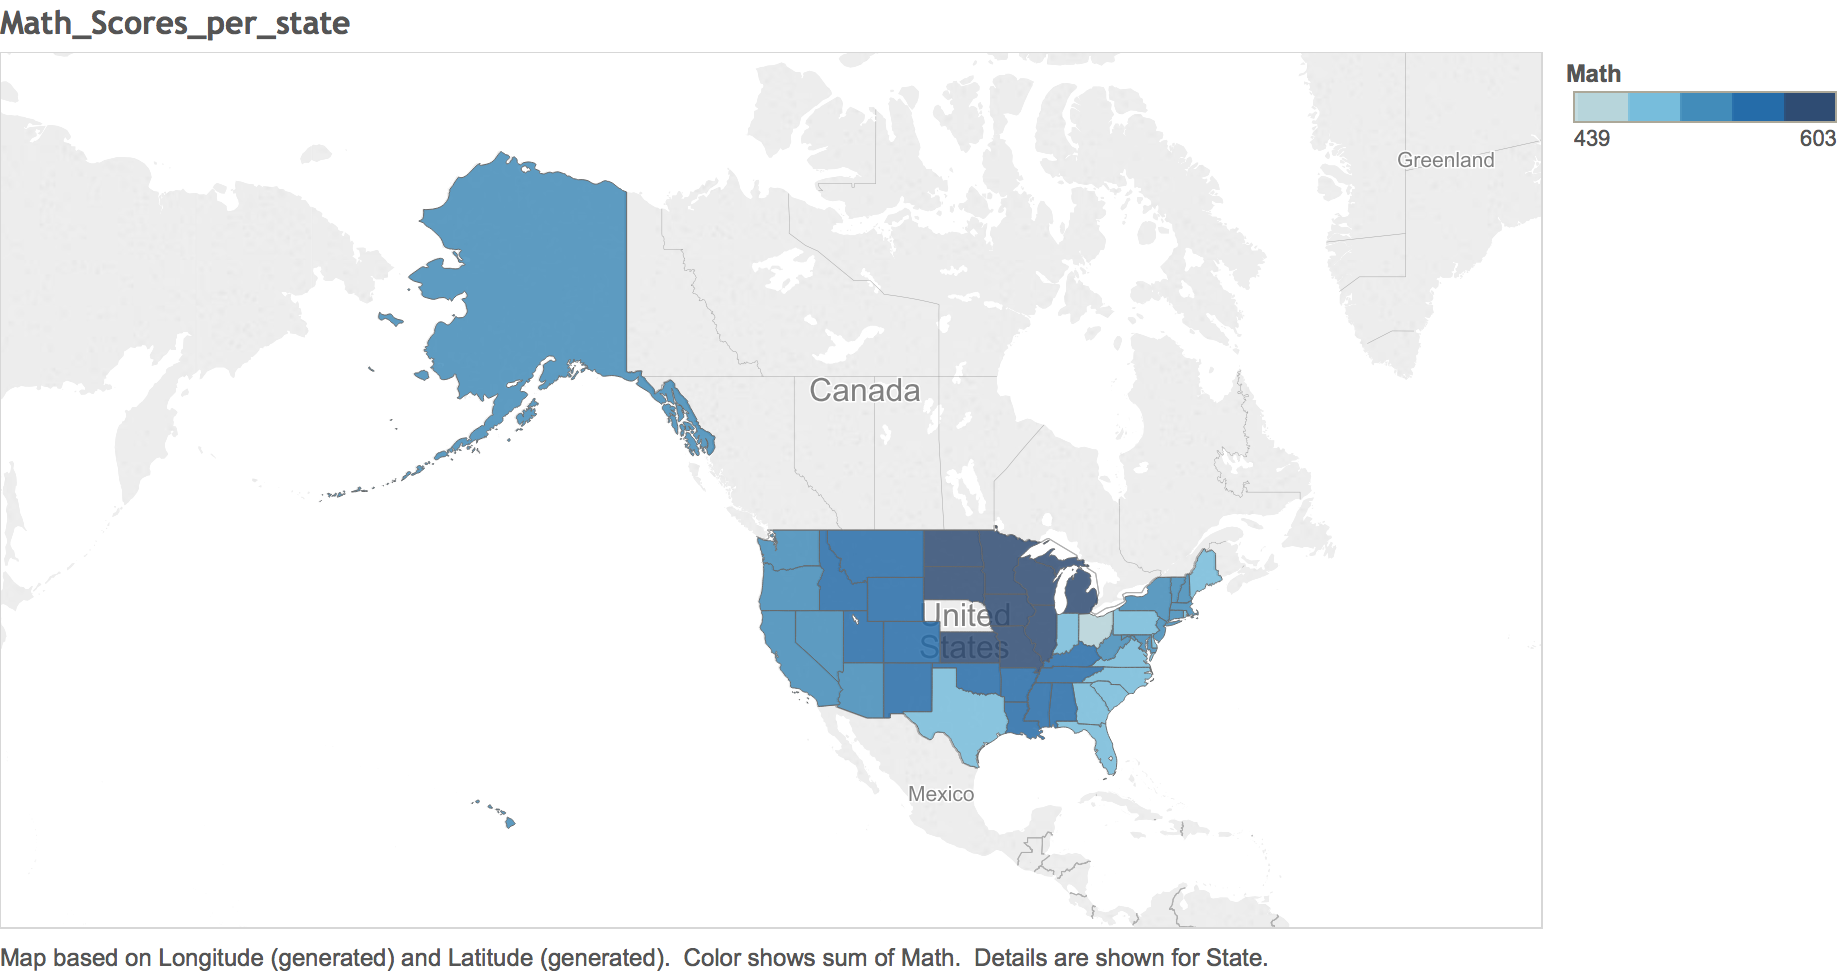 Math_Scores_per_state
Math
439 603
Greenland
Canada
United
States
Mexico
Map based on Longitude (generated) and Latitude (generated).  Color shows sum of Math.  Details are shown for State.